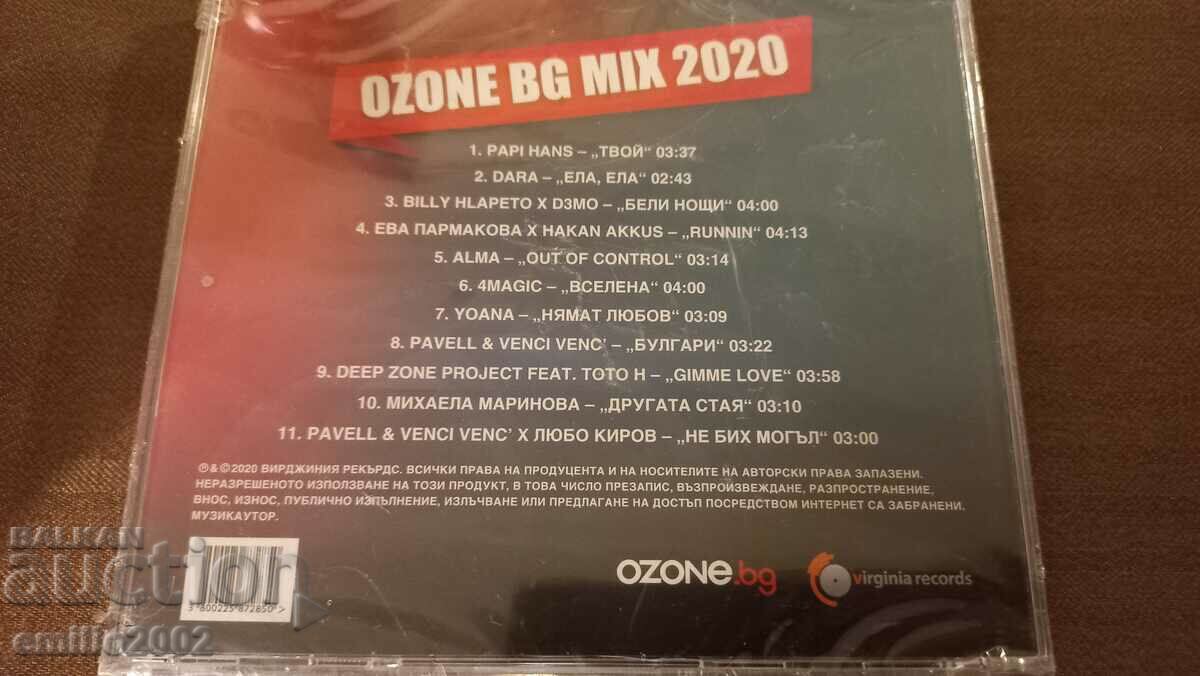 OZONE BG MIX 2020
1. PAPI HANS – „ТВОЙ“ 03:37
2. DARA – „ЕЛА, ЕЛА“ 02:43
3. BILLY HLAPETO X D3MO – „БЕЛИ НОЩИ“ 04:00
4. ЕВА ПАРМАКОВА X HAKAN AKKUS – „RUNNIN“ 04:13
5. ALMA – „OUT OF CONTROL“ 03:14
6. 4MAGIC – „ВСЕЛЕНА“ 04:00
7. YOANA – „НЯМАТ ЛЮБОВ“ 03:09
8. PAVELL & VENCI VENC’ – „БУЛГАРИ“ 03:22
9. DEEP ZONE PROJECT FEAT. TOTO H – „GIMME LOVE“ 03:58
10. МИХАЕЛА МАРИНОВА – „ДРУГАТА СТАЯ“ 03:10
11. PAVELL & VENCI VENC’ X ЛЮБО КИРОВ – „НЕ БИХ МОГЪЛ“ 03:00
℗ & © 2020 ВИРДЖИНИЯ РЕКЪРДС. ВСИЧКИ ПРАВА НА ПРОДУЦЕНТА И НА НОСИТЕЛИТЕ НА АВТОРСКИ ПРАВА ЗАПАЗЕНИ.
НЕРАЗРЕШЕНОТО ИЗПОЛЗВАНЕ НА ТОЗИ ПРОДУКТ, В ТОВА ЧИСЛО ПРЕЗАПИС, ВЪЗПРОИЗВЕЖДАНЕ, РАЗПРОСТРАНЕНИЕ,
ВНОС, ИЗНОС, ПУБЛИЧНО ИЗПЪЛНЕНИЕ, ИЗЛЪЧВАНЕ ИЛИ ПРЕДЛАГАНЕ НА ДОСТЪП ПОСРЕДСТВОМ ИНТЕРНЕТ СА ЗАБРАНЕНИ.
МУЗИКАУТОР.
BALKAN
auction
3 800225 872850 >
OZONE.bg
virginia records
emilio2002